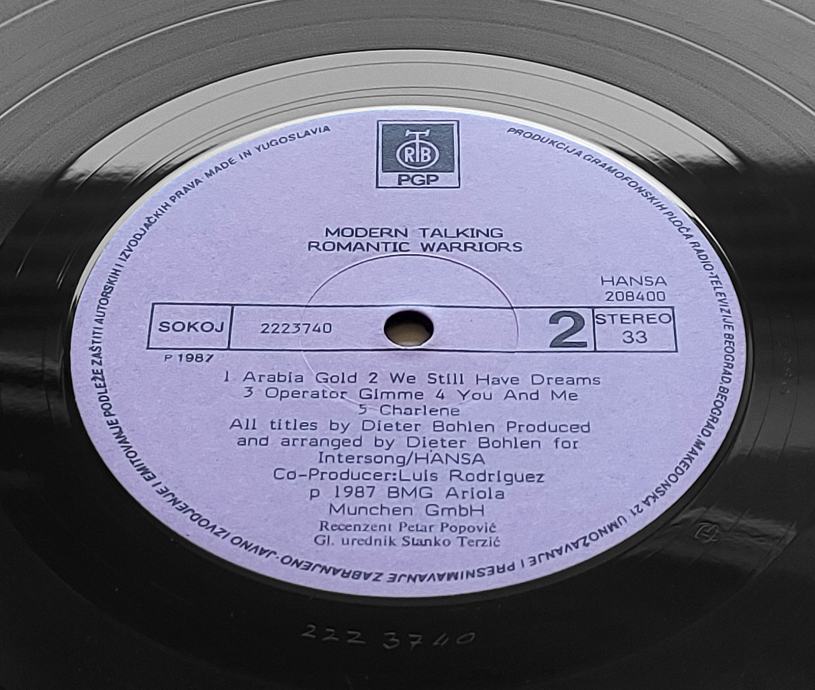 RTB
PGP
MADE IN YUGOSLAVIA
PRODUKCIJA GRAMOFONSKIH PLOČA RADIO-TELEVIZIJE BEOGRAD, BEOGRAD, MAKEDONSKA 21 UMNOŽAVANJE I PRESNIMAVANJE ZABRANJENO-JAVNO IZVODJENJE I EMITOVANJE PODLEŽE ZAŠTITI AUTORSKIH I IZVODJAČKIH PRAVA
MODERN TALKING
ROMANTIC WARRIORS
HANSA
208400
SOKOJ 2223740 2 STEREO
33
P 1987
1 Arabia Gold 2 We Still Have Dreams
3 Operator Gimme 4 You And Me
5 Charlene
All titles by Dieter Bohlen Produced
and arranged by Dieter Bohlen for
Intersong/HANSA
Co-Producer:Luis Rodriguez
p 1987 BMG Ariola
Munchen GmbH
Recenzent Petar Popović
Gl. urednik Stanko Terzić
222 3740